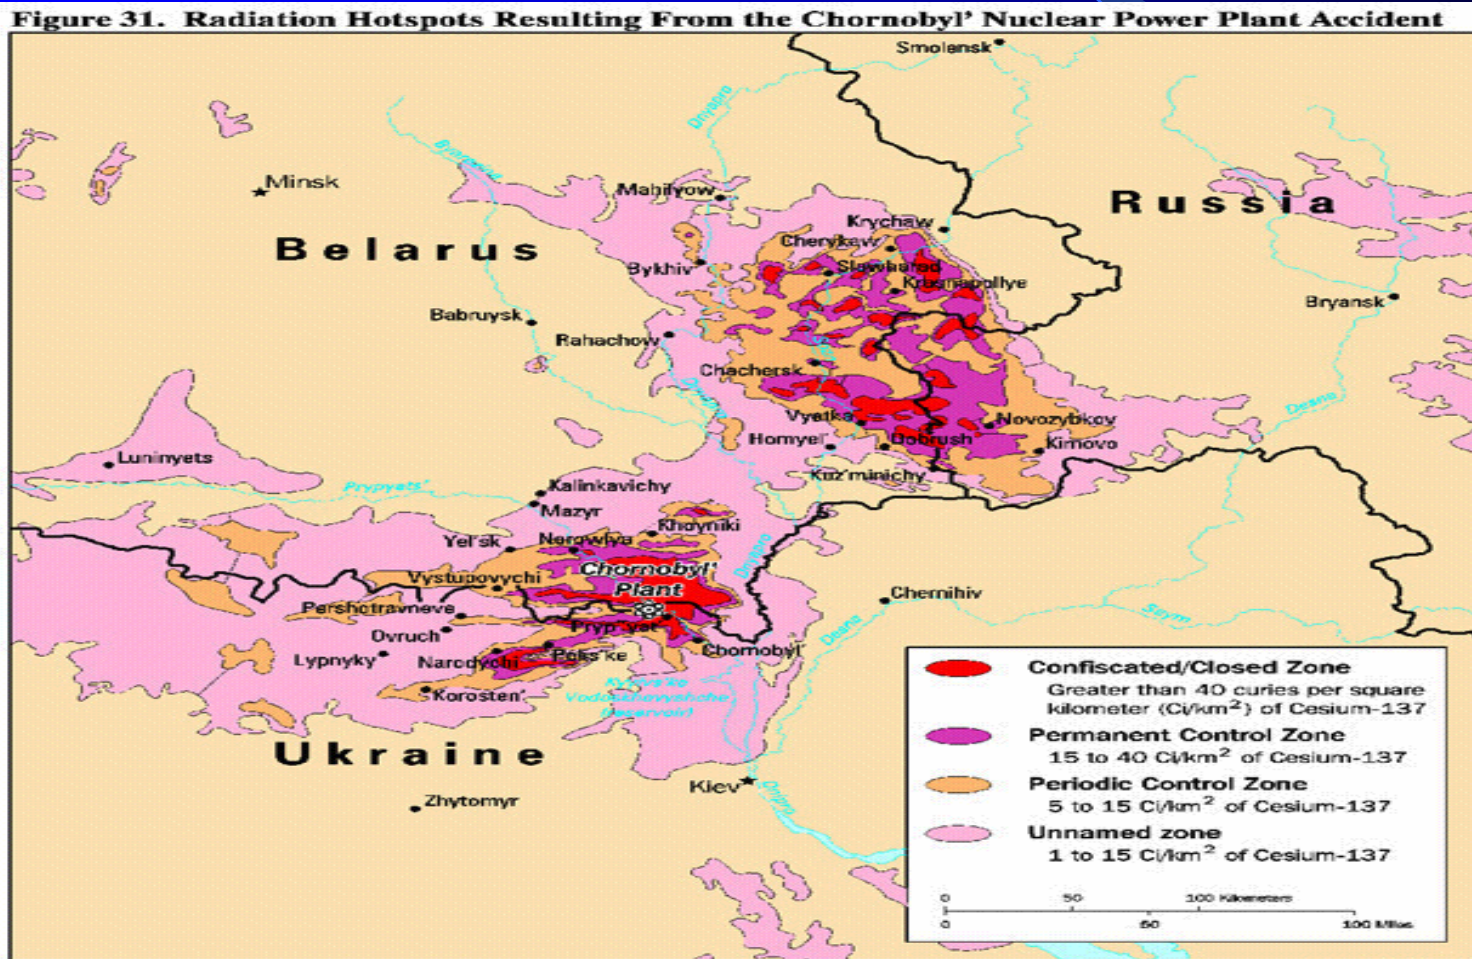 Figure 31. Radiation Hotspots Resulting From the Chornobyl' Nuclear Power Plant Accident
Smolensk
Dnyapro
Minsk
Mahilyow
Russia
Krychaw
Cherykaw
Belarus
Bykhiv
Slawharad
Krasnapollye
Bryansk
Babruysk
Rahachow
Chachersk
Desna
Vyetka
Novozybkov
Homyel'
Dobrush
Kimovo
Luninyets
Kuz'minichy
Prypyats'
Kalinkavichy
Mazyr
Khoyniki
Yel'sk
Narowlya
Dnyapro
Chornobyl'
Plant
Vystupovychi
Pershotravneve
Chernihiv
Seym
Ovruch
Pryp"yat'
Desna
Lypnyky
Narodychi
Polis'ke
Chornobyl'
Korosten'
Kyyivs'ke
Vodoskhovyshche
(reservoir)
Ukraine
Kiev
Zhytomyr
Dnipro
Confiscated/Closed Zone
Greater than 40 curies per square
kilometer (Ci/km²) of Cesium-137
Permanent Control Zone
15 to 40 Ci/km² of Cesium-137
Periodic Control Zone
5 to 15 Ci/km² of Cesium-137
Unnamed zone
1 to 15 Ci/km² of Cesium-137
0 50 100 Kilometers
0 50 100 Miles